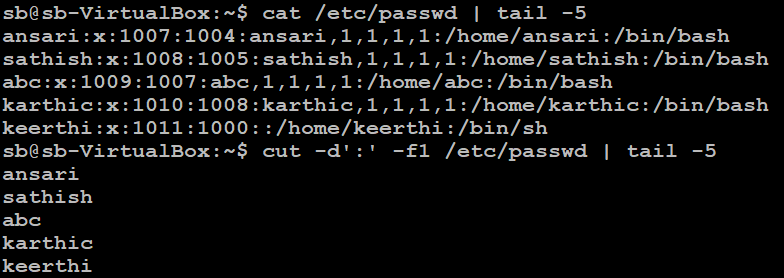 sb@sb-VirtualBox:~$ cat /etc/passwd | tail -5
ansari:x:1007:1004:ansari,1,1,1,1:/home/ansari:/bin/bash
sathish:x:1008:1005:sathish,1,1,1,1:/home/sathish:/bin/bash
abc:x:1009:1007:abc,1,1,1,1:/home/abc:/bin/bash
karthic:x:1010:1008:karthic,1,1,1,1:/home/karthic:/bin/bash
keerthi:x:1011:1000::/home/keerthi:/bin/sh
sb@sb-VirtualBox:~$ cut -d':' -f1 /etc/passwd | tail -5
ansari
sathish
abc
karthic
keerthi